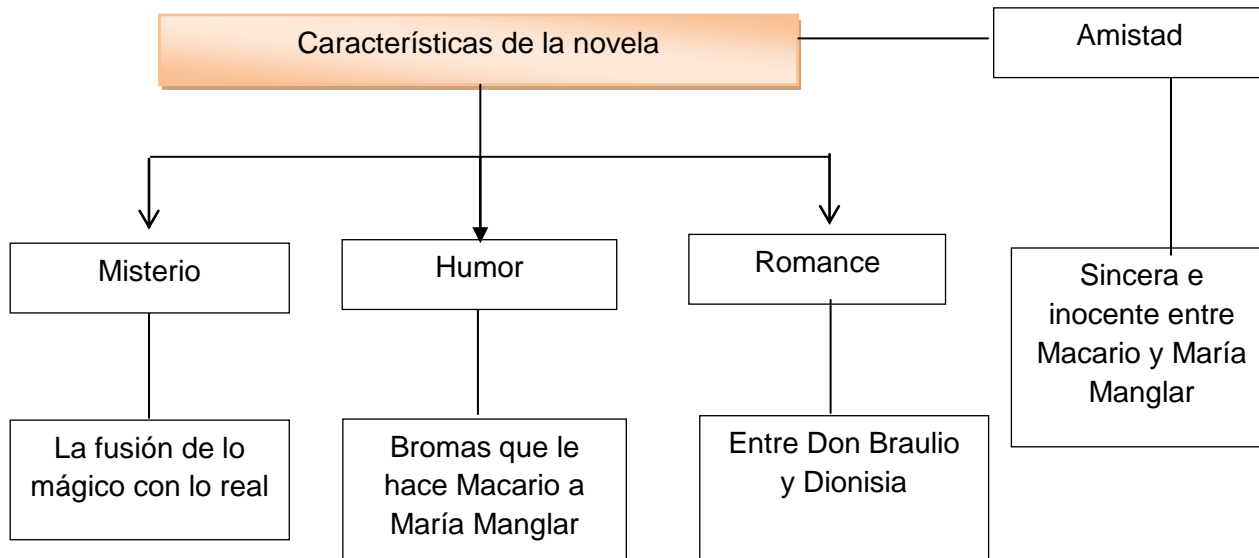 Características de la novela
Amistad
Misterio
Humor
Romance
Sincera e
inocente entre
Macario y María
Manglar
La fusión de lo
mágico con lo real
Bromas que le
hace Macario a
María Manglar
Entre Don Braulio
y Dionisia